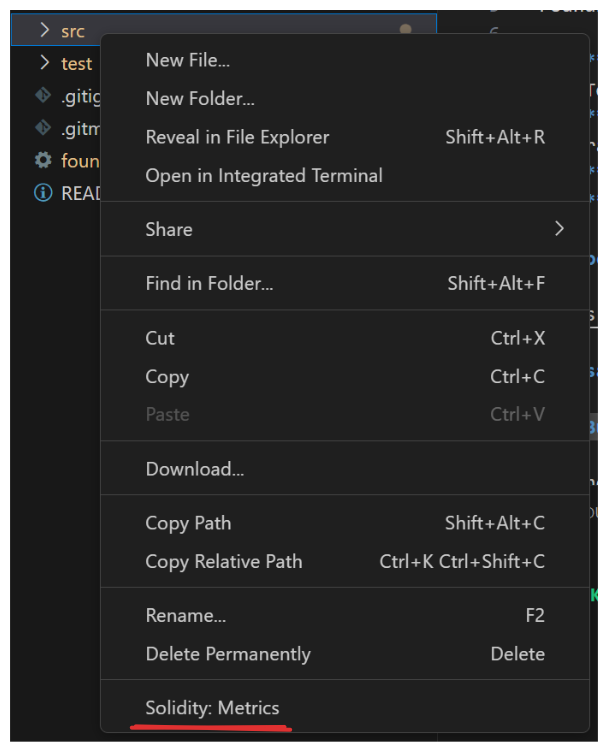 src
test
.gitig
.gitm
foun
READ
New File...
New Folder...
Reveal in File Explorer Shift+Alt+R
Open in Integrated Terminal
Share
Find in Folder... Shift+Alt+F
Cut Ctrl+X
Copy Ctrl+C
Paste Ctrl+V
Download...
Copy Path Shift+Alt+C
Copy Relative Path Ctrl+K Ctrl+Shift+C
Rename... F2
Delete Permanently Delete
Solidity: Metrics